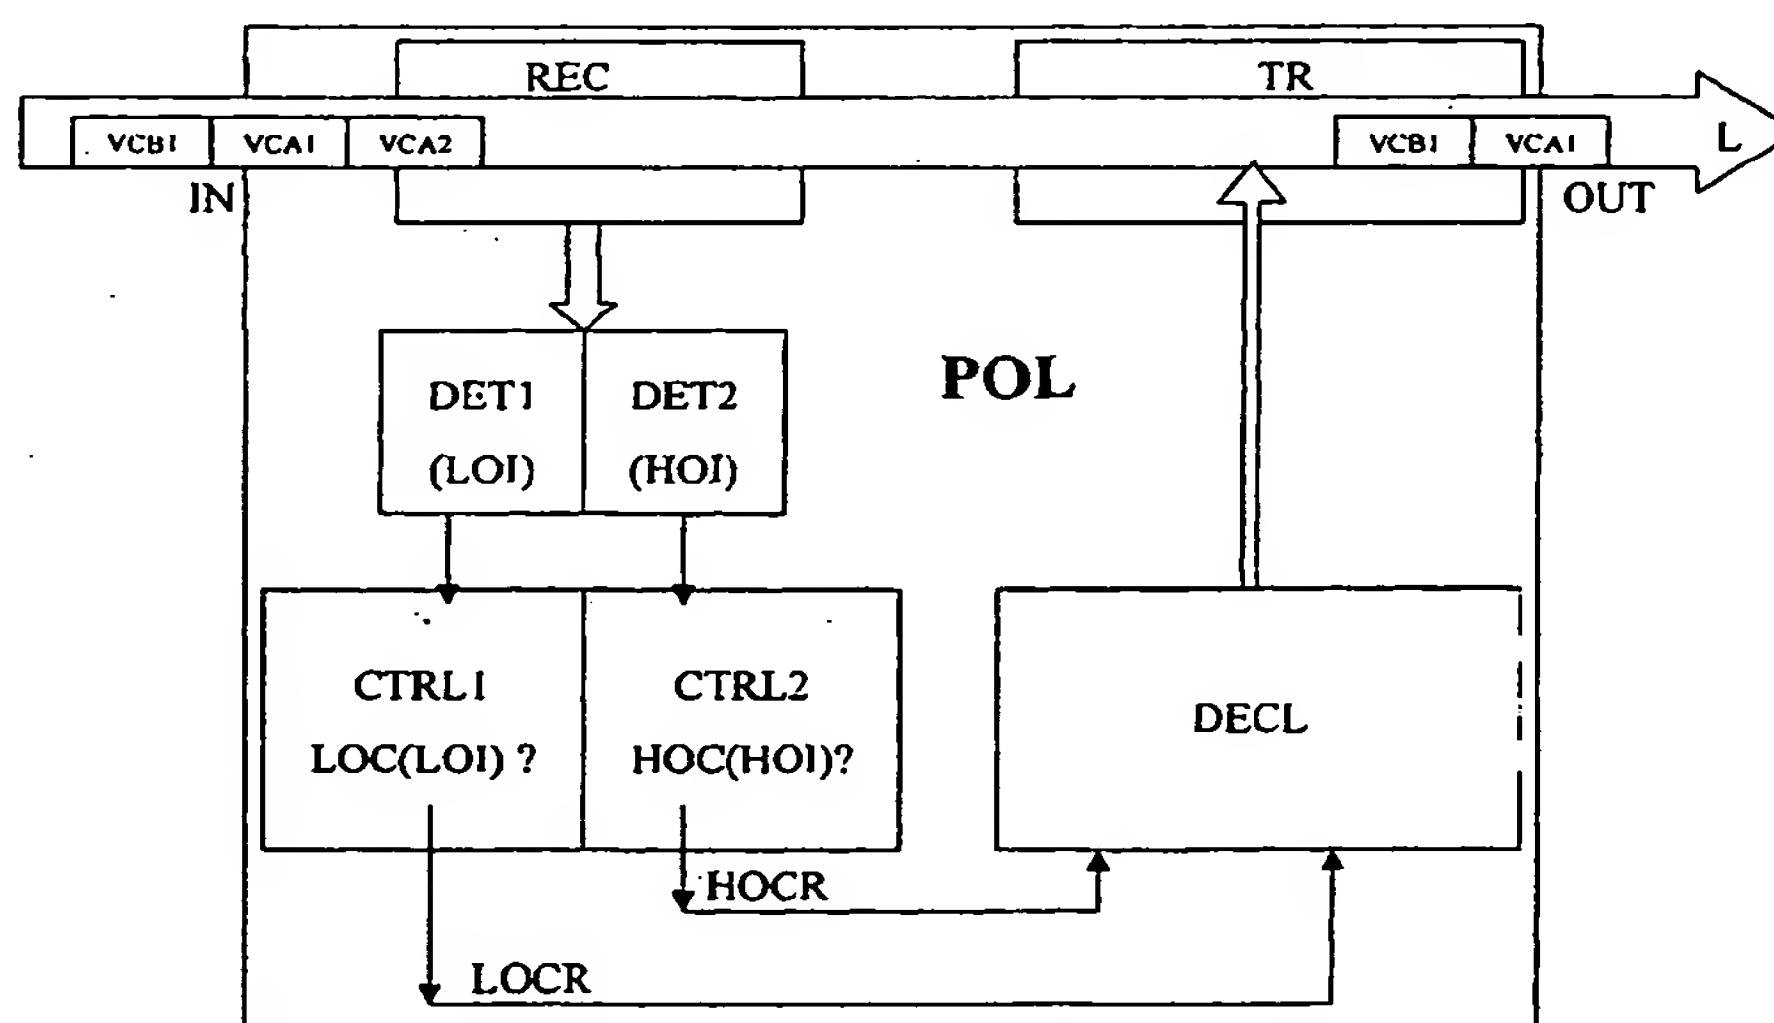 REC
TR
VCB1 VCA1 VCA2
VCB1 VCA1
L
IN
OUT
DET1
(LOI)
DET2
(HOI)
POL
CTRL1
LOC(LOI) ?
CTRL2
HOC(HOI)?
DECL
HOCR
LOCR